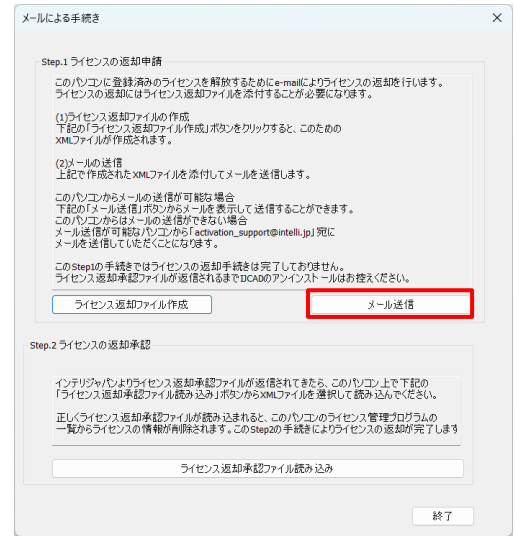 メールによる手続き
Step.1 ライセンスの返却申請
このパソコンに登録済みのライセンスを解放するためにe-mailによりライセンスの返却を行います。
ライセンスの返却にはライセンス返却ファイルを添付することが必要になります。
(1)ライセンス返却ファイルの作成
下記の「ライセンス返却ファイル作成」ボタンをクリックすると、このための
XMLファイルが作成されます。
(2)メールの送信
上記で作成されたXMLファイルを添付してメールを送信します。
このパソコンからメールの送信が可能な場合
下記の「メール送信」ボタンからメールを表示して送信することができます。
このパソコンからはメールの送信ができない場合
メール送信が可能なパソコンから「activation_support@intelli.jp」宛に
メールを送信していただくことになります。
このStep1の手続きではライセンスの返却手続きは完了しておりません。
ライセンス返却承認ファイルが返信されるまでIJCADのアンインストールはお控えください。
ライセンス返却ファイル作成
メール送信
Step.2 ライセンスの返却承認
インテリジャパンよりライセンス返却承認ファイルが返信されてきたら、このパソコン上で下記の
「ライセンス返却承認ファイル読み込み」ボタンからXMLファイルを選択して読み込んでください。
正しくライセンス返却承認ファイルが読み込まれると、このパソコンのライセンス管理プログラムの
一覧からライセンスの情報が削除されます。このStep2の手続きによりライセンスの返却が完了します
ライセンス返却承認ファイル読み込み
終了